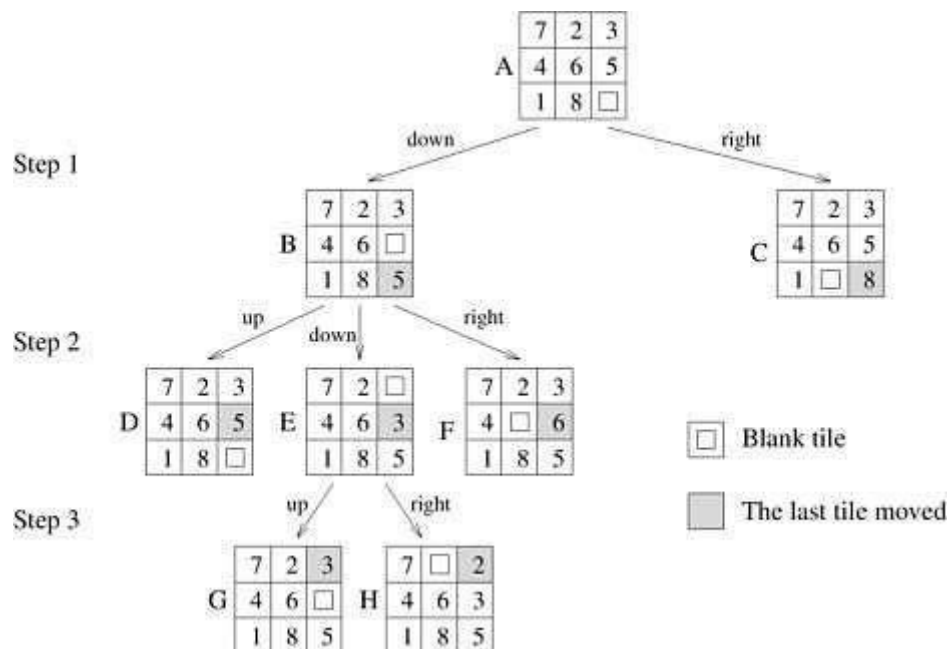 7 2 3
A 4 6 5
1 8
down right
Step 1
7 2 3 7 2 3
B 4 6 C 4 6 5
1 8 5 1 8
up down right
Step 2
7 2 3 7 2 7 2 3
D 4 6 5 E 4 6 3 F 4 6
1 8 1 8 5 1 8 5
Blank tile
up right
Step 3
The last tile moved
7 2 3 7 2
G 4 6 H 4 6 3
1 8 5 1 8 5